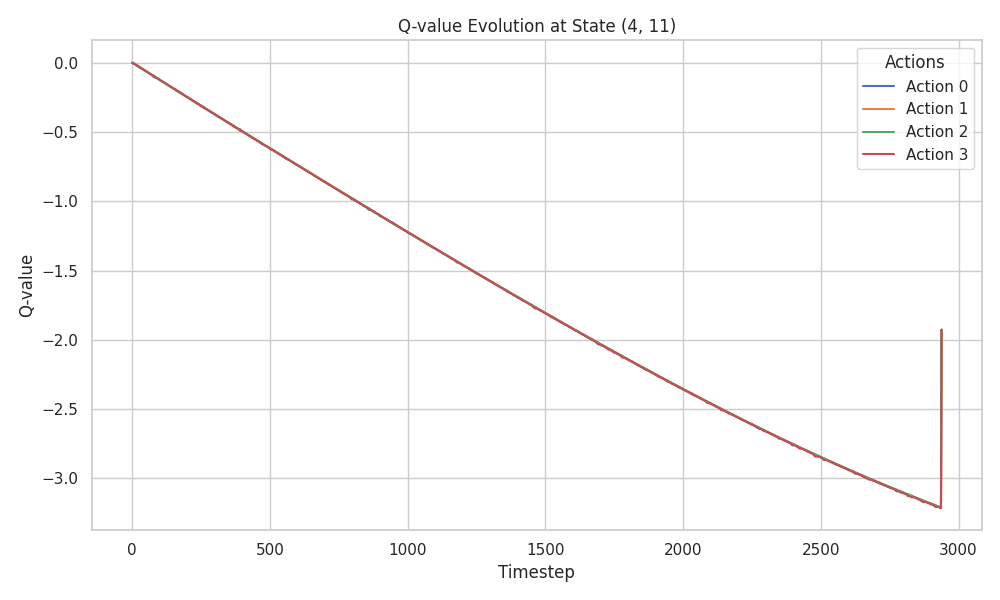 Q-value Evolution at State (4, 11)
Actions
Action 0
Action 1
Action 2
Action 3
Q-value
0.0
−0.5
−1.0
−1.5
−2.0
−2.5
−3.0
0 500 1000 1500 2000 2500 3000
Timestep